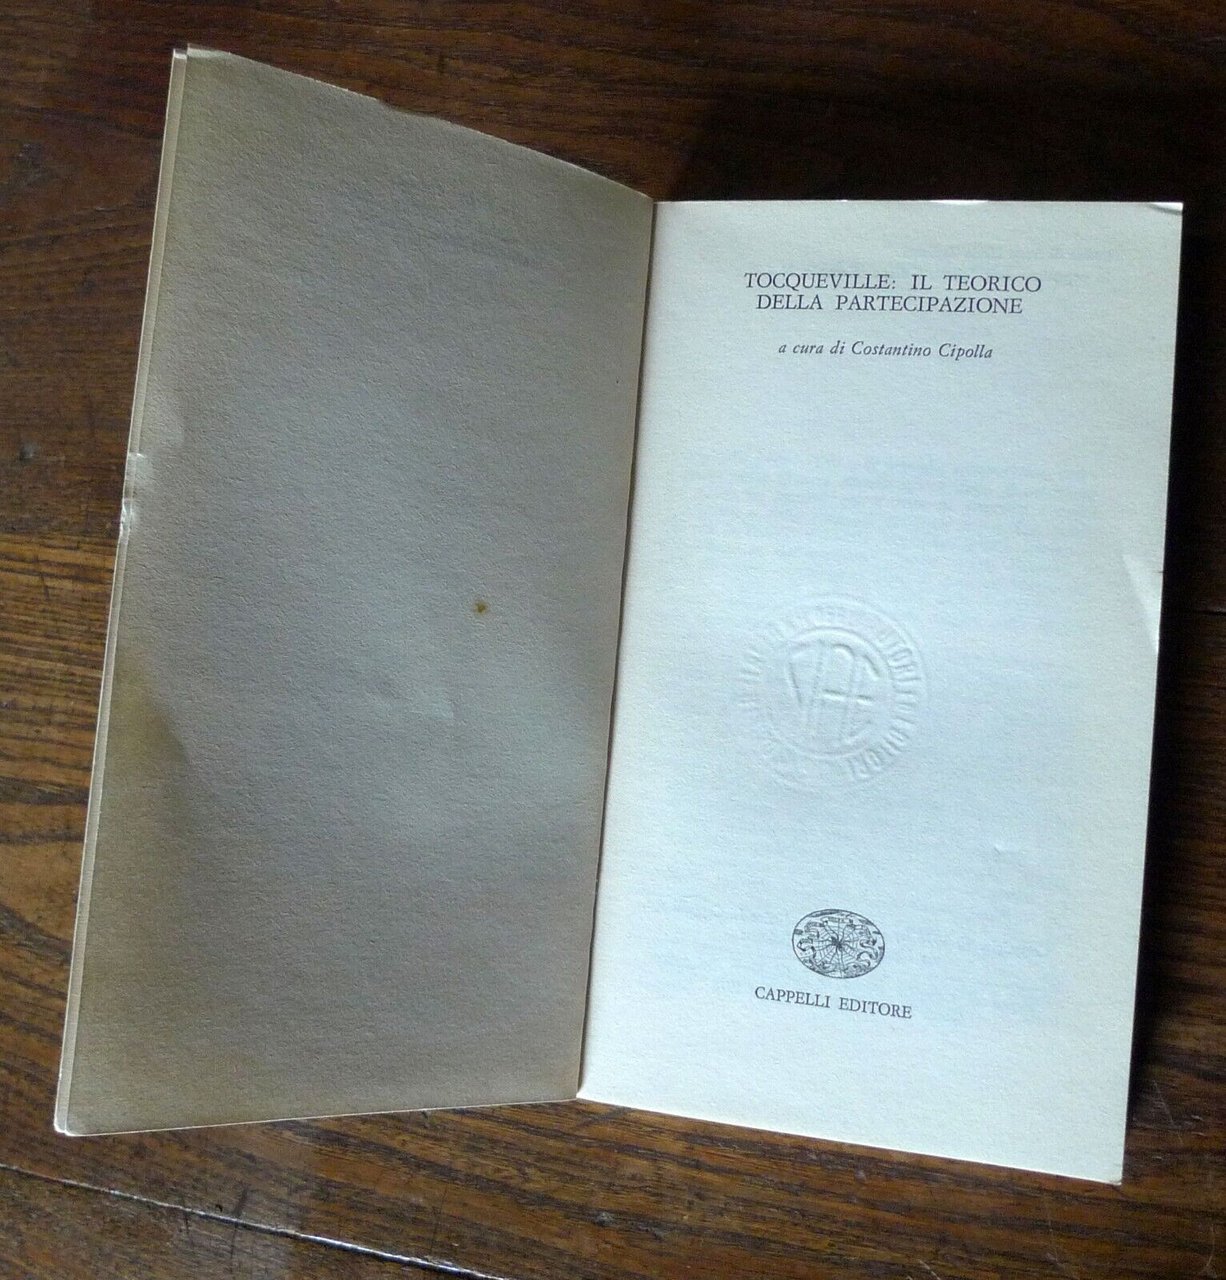 TOCQUEVILLE: IL TEORICO
DELLA PARTECIPAZIONE
a cura di Costantino Cipolla
CAPPELLI EDITORE